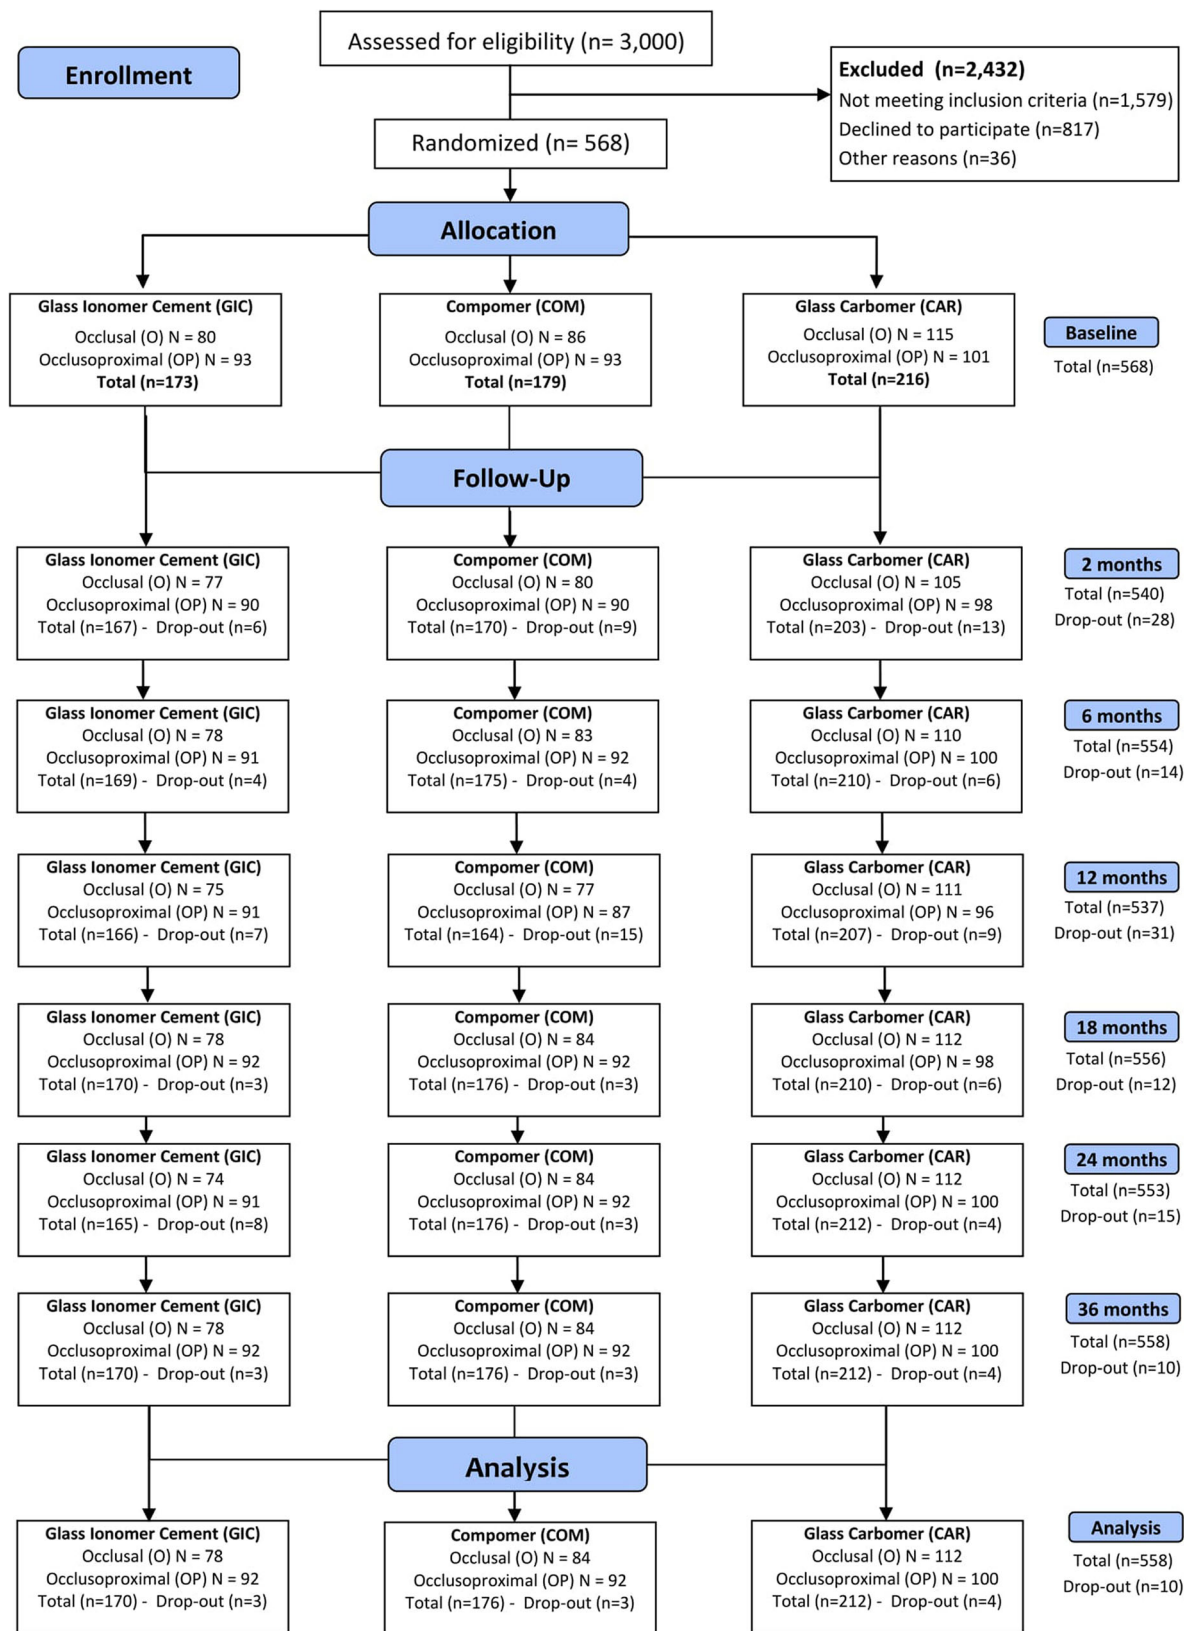 Assessed for eligibility (n= 3,000)
Enrollment
Excluded (n=2,432)
Not meeting inclusion criteria (n=1,579)
Declined to participate (n=817)
Other reasons (n=36)
Randomized (n= 568)
Allocation
Glass Ionomer Cement (GIC)
Occlusal (O) N = 80
Occlusoproximal (OP) N = 93
Total (n=173)
Compomer (COM)
Occlusal (O) N = 86
Occlusoproximal (OP) N = 93
Total (n=179)
Glass Carbomer (CAR)
Occlusal (O) N = 115
Occlusoproximal (OP) N = 101
Total (n=216)
Baseline
Total (n=568)
Follow-Up
Glass Ionomer Cement (GIC)
Occlusal (O) N = 77
Occlusoproximal (OP) N = 90
Total (n=167) - Drop-out (n=6)
Compomer (COM)
Occlusal (O) N = 80
Occlusoproximal (OP) N = 90
Total (n=170) - Drop-out (n=9)
Glass Carbomer (CAR)
Occlusal (O) N = 105
Occlusoproximal (OP) N = 98
Total (n=203) - Drop-out (n=13)
2 months
Total (n=540)
Drop-out (n=28)
Glass Ionomer Cement (GIC)
Occlusal (O) N = 78
Occlusoproximal (OP) N = 91
Total (n=169) - Drop-out (n=4)
Compomer (COM)
Occlusal (O) N = 83
Occlusoproximal (OP) N = 92
Total (n=175) - Drop-out (n=4)
Glass Carbomer (CAR)
Occlusal (O) N = 110
Occlusoproximal (OP) N = 100
Total (n=210) - Drop-out (n=6)
6 months
Total (n=554)
Drop-out (n=14)
Glass Ionomer Cement (GIC)
Occlusal (O) N = 75
Occlusoproximal (OP) N = 91
Total (n=166) - Drop-out (n=7)
Compomer (COM)
Occlusal (O) N = 77
Occlusoproximal (OP) N = 87
Total (n=164) - Drop-out (n=15)
Glass Carbomer (CAR)
Occlusal (O) N = 111
Occlusoproximal (OP) N = 96
Total (n=207) - Drop-out (n=9)
12 months
Total (n=537)
Drop-out (n=31)
Glass Ionomer Cement (GIC)
Occlusal (O) N = 78
Occlusoproximal (OP) N = 92
Total (n=170) - Drop-out (n=3)
Compomer (COM)
Occlusal (O) N = 84
Occlusoproximal (OP) N = 92
Total (n=176) - Drop-out (n=3)
Glass Carbomer (CAR)
Occlusal (O) N = 112
Occlusoproximal (OP) N = 98
Total (n=210) - Drop-out (n=6)
18 months
Total (n=556)
Drop-out (n=12)
Glass Ionomer Cement (GIC)
Occlusal (O) N = 74
Occlusoproximal (OP) N = 91
Total (n=165) - Drop-out (n=8)
Compomer (COM)
Occlusal (O) N = 84
Occlusoproximal (OP) N = 92
Total (n=176) - Drop-out (n=3)
Glass Carbomer (CAR)
Occlusal (O) N = 112
Occlusoproximal (OP) N = 100
Total (n=212) - Drop-out (n=4)
24 months
Total (n=553)
Drop-out (n=15)
Glass Ionomer Cement (GIC)
Occlusal (O) N = 78
Occlusoproximal (OP) N = 92
Total (n=170) - Drop-out (n=3)
Compomer (COM)
Occlusal (O) N = 84
Occlusoproximal (OP) N = 92
Total (n=176) - Drop-out (n=3)
Glass Carbomer (CAR)
Occlusal (O) N = 112
Occlusoproximal (OP) N = 100
Total (n=212) - Drop-out (n=4)
36 months
Total (n=558)
Drop-out (n=10)
Analysis
Glass Ionomer Cement (GIC)
Occlusal (O) N = 78
Occlusoproximal (OP) N = 92
Total (n=170) - Drop-out (n=3)
Compomer (COM)
Occlusal (O) N = 84
Occlusoproximal (OP) N = 92
Total (n=176) - Drop-out (n=3)
Glass Carbomer (CAR)
Occlusal (O) N = 112
Occlusoproximal (OP) N = 100
Total (n=212) - Drop-out (n=4)
Analysis
Total (n=558)
Drop-out (n=10)